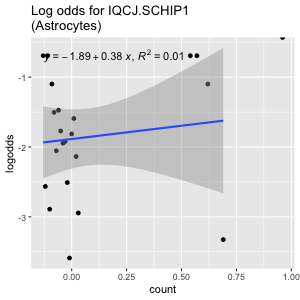 Log odds for IQCJ.SCHIP1
(Astrocytes)
y = −1.89 + 0.38 x, R² = 0.01
-1
-2
-3
logodds
0.00 0.25 0.50 0.75 1.00
count